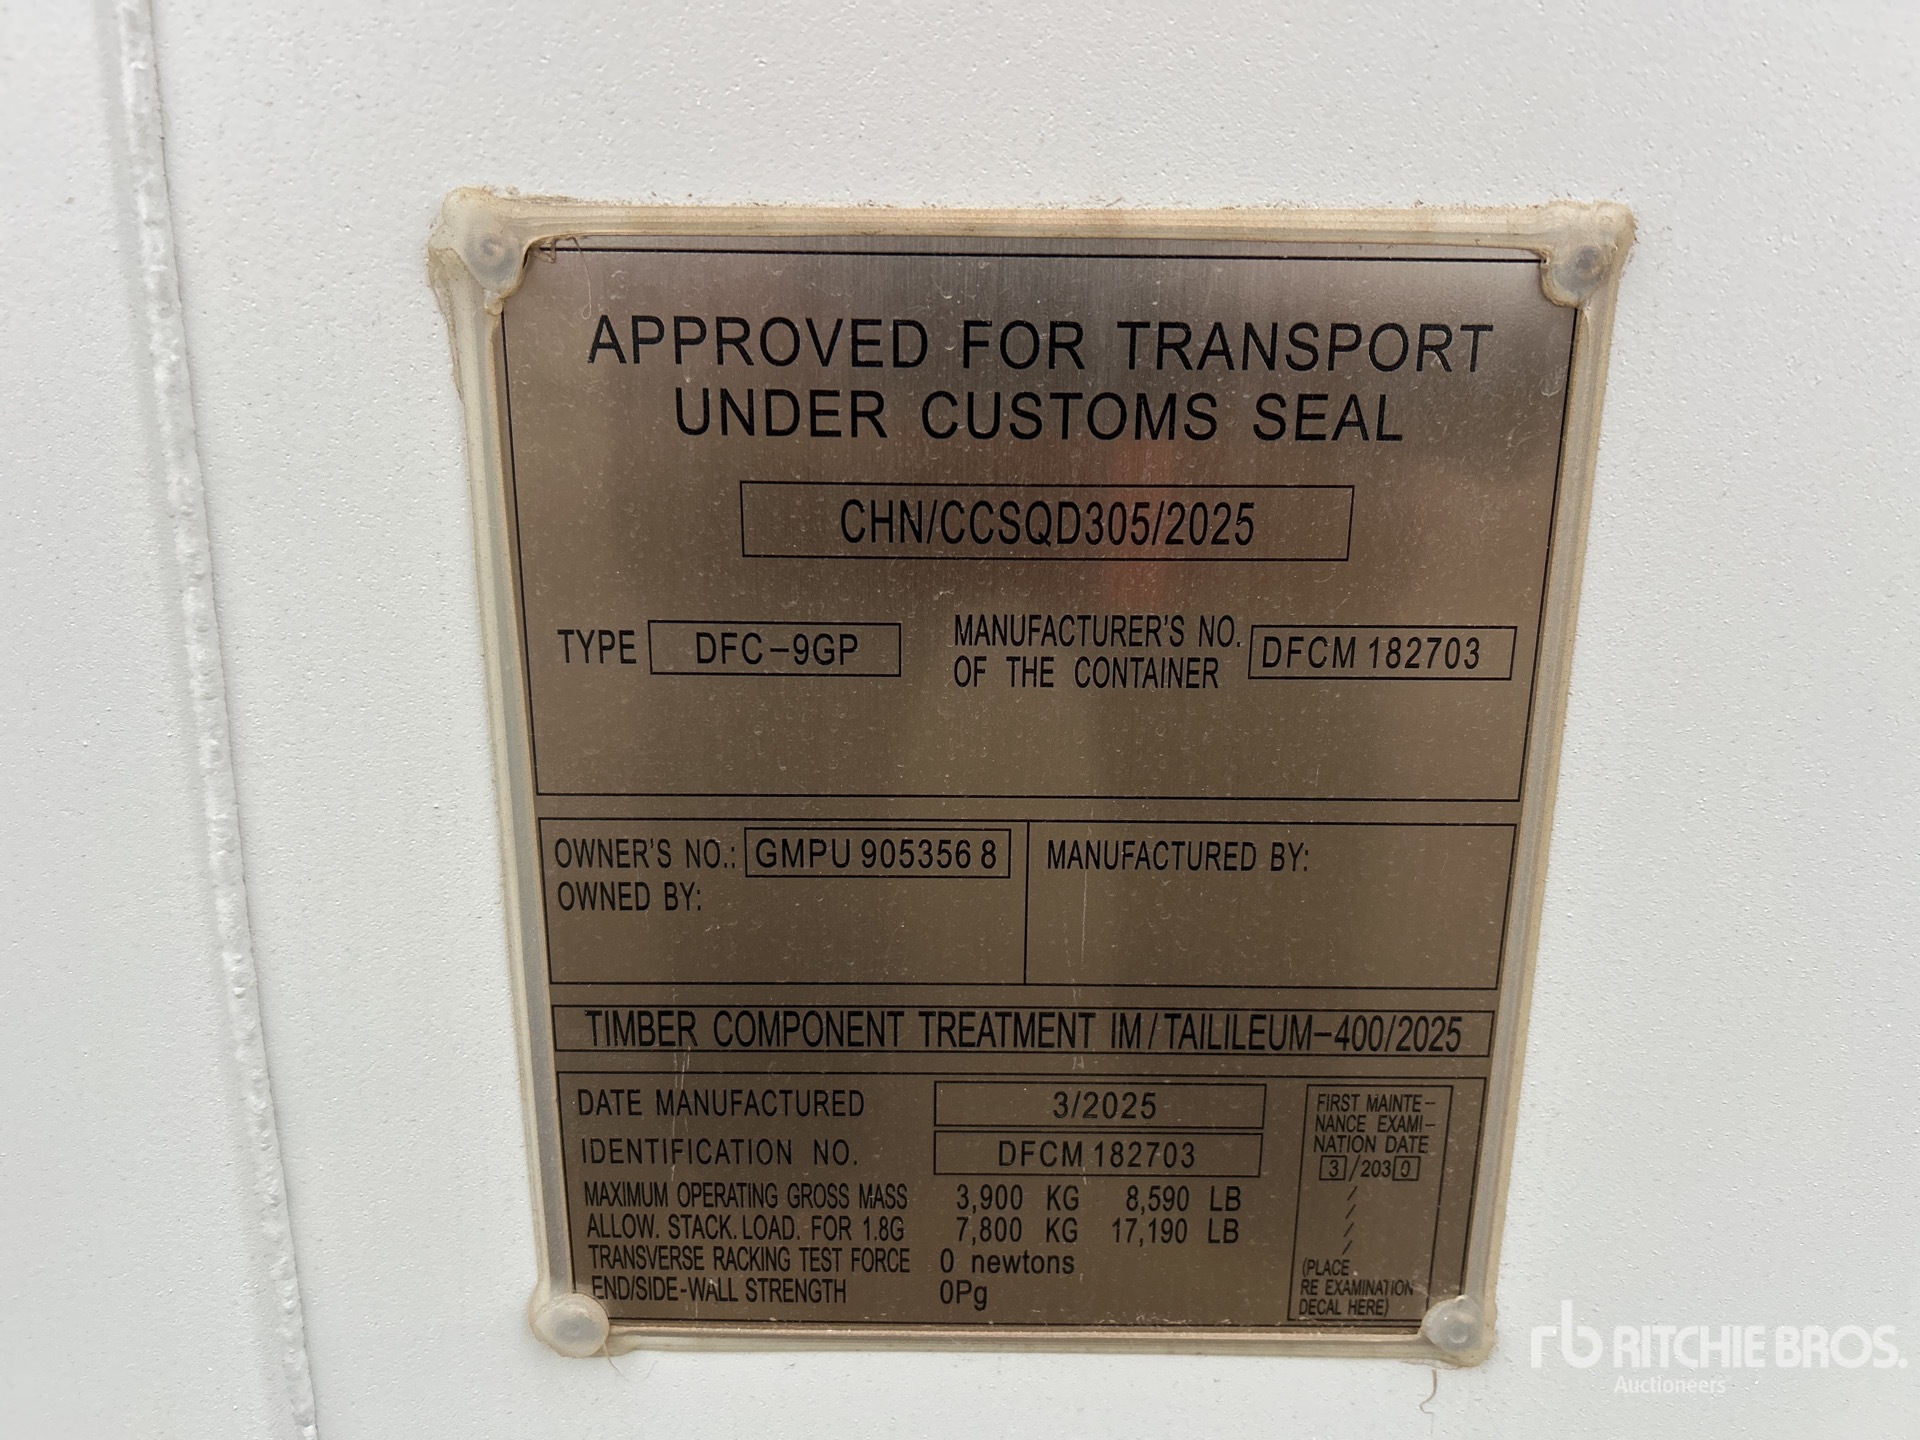 APPROVED FOR TRANSPORT
UNDER CUSTOMS SEAL
CHN/CCSQD305/2025
TYPE DFC-9GP
MANUFACTURER'S NO.
OF THE CONTAINER
DFCM 182703
OWNER'S NO.: GMPU 905356 8
OWNED BY:
MANUFACTURED BY:
TIMBER COMPONENT TREATMENT IM/TAILILEUM-400/2025
DATE MANUFACTURED 3/2025
IDENTIFICATION NO. DFCM 182703
MAXIMUM OPERATING GROSS MASS 3,900 KG 8,590 LB
ALLOW. STACK. LOAD. FOR 1.8G 7,800 KG 17,190 LB
TRANSVERSE RACKING TEST FORCE 0 newtons
END/SIDE-WALL STRENGTH 0Pg
FIRST MAINTE-
NANCE EXAMI-
NATION DATE
3/2030
/
/
/
/
(PLACE
RE EXAMINATION
DECAL HERE)
rb RITCHIE BROS.
Auctioneers